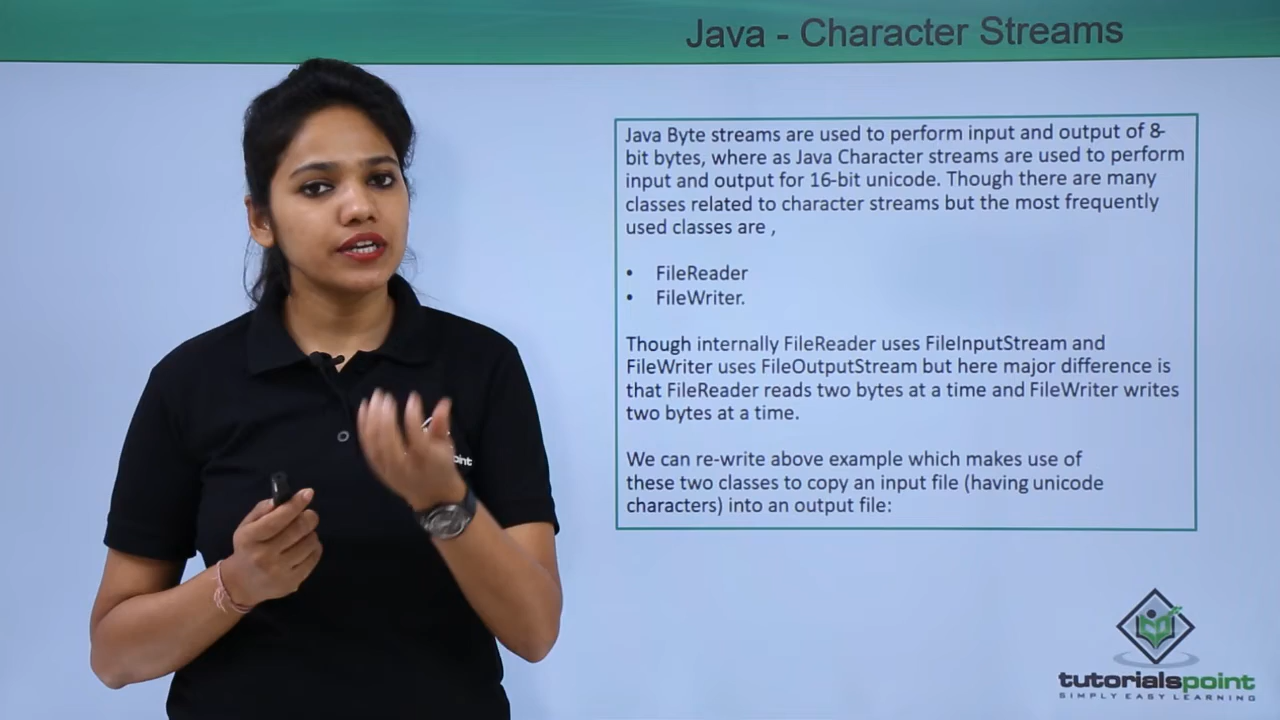 Java - Character Streams
Java Byte streams are used to perform input and output of 8-
bit bytes, where as Java Character streams are used to perform
input and output for 16-bit unicode. Though there are many
classes related to character streams but the most frequently
used classes are ,
• FileReader
• FileWriter.
Though internally FileReader uses FileInputStream and
FileWriter uses FileOutputStream but here major difference is
that FileReader reads two bytes at a time and FileWriter writes
two bytes at a time.
We can re-write above example which makes use of
these two classes to copy an input file (having unicode
characters) into an output file:
oint
tutorialspoint
SIMPLY EASY LEARNING